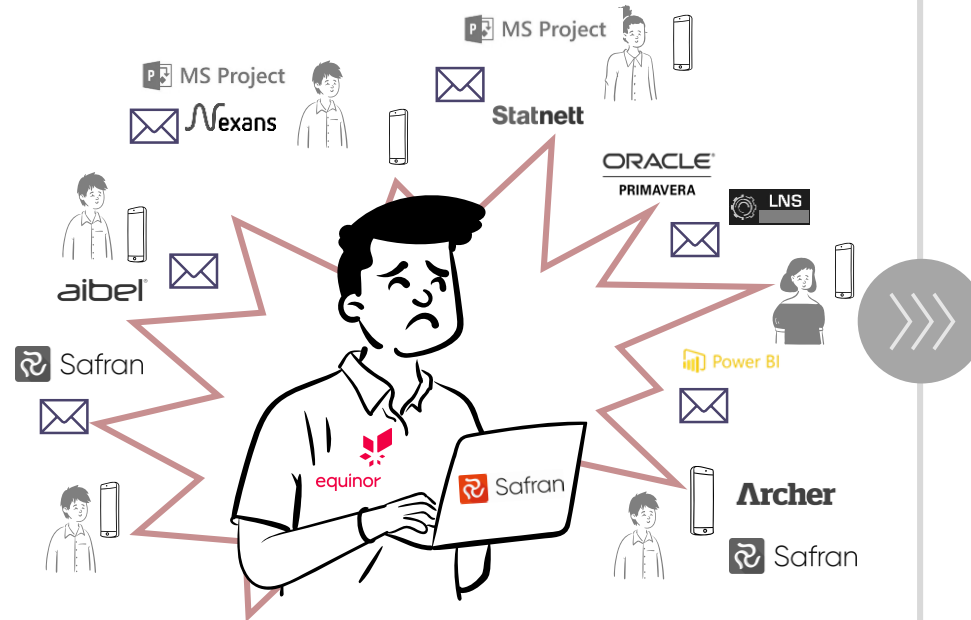 MS Project
MS Project
Nexans
Statnett
ORACLE®
PRIMAVERA
LNS
aibel®
Safran
Power BI
equinor
Safran
Archer
Safran